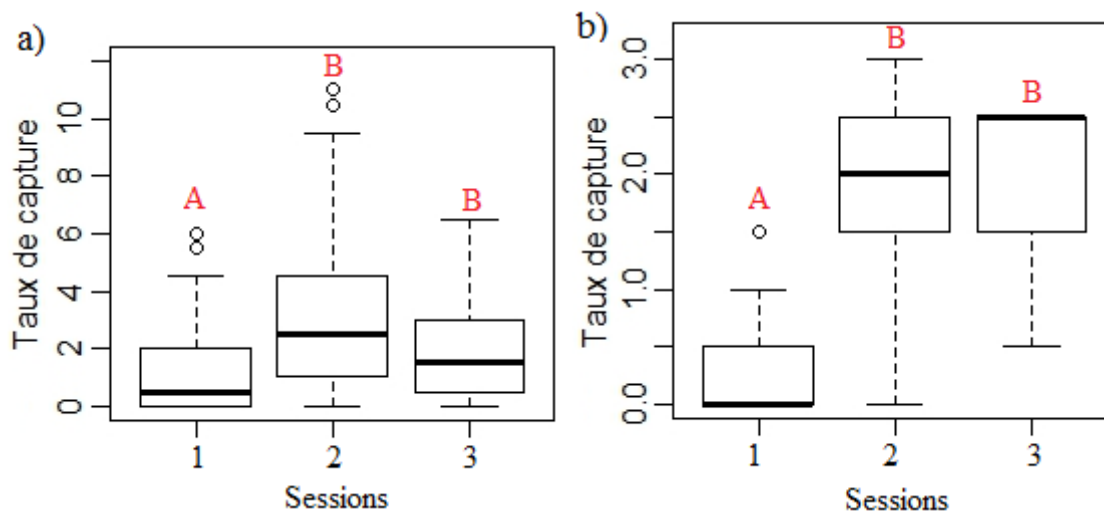 a)
Taux de capture
0 2 4 6 8 10
A B B
1 2 3
Sessions
b)
Taux de capture
0.0 1.0 2.0 3.0
A B B
1 2 3
Sessions